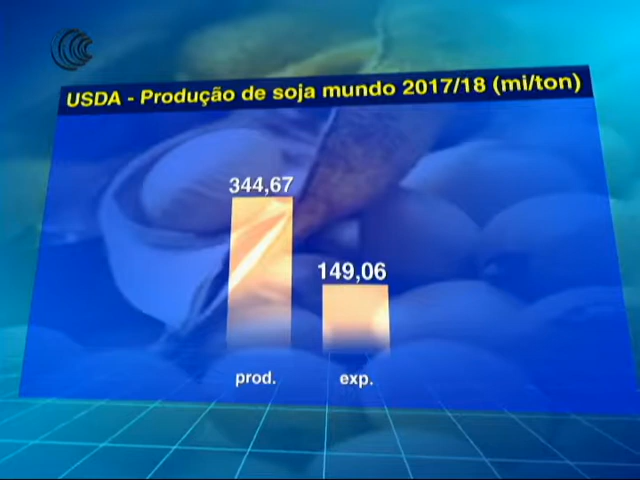 USDA - Produção de soja mundo 2017/18 (mi/ton)
344,67
149,06
prod.
exp.